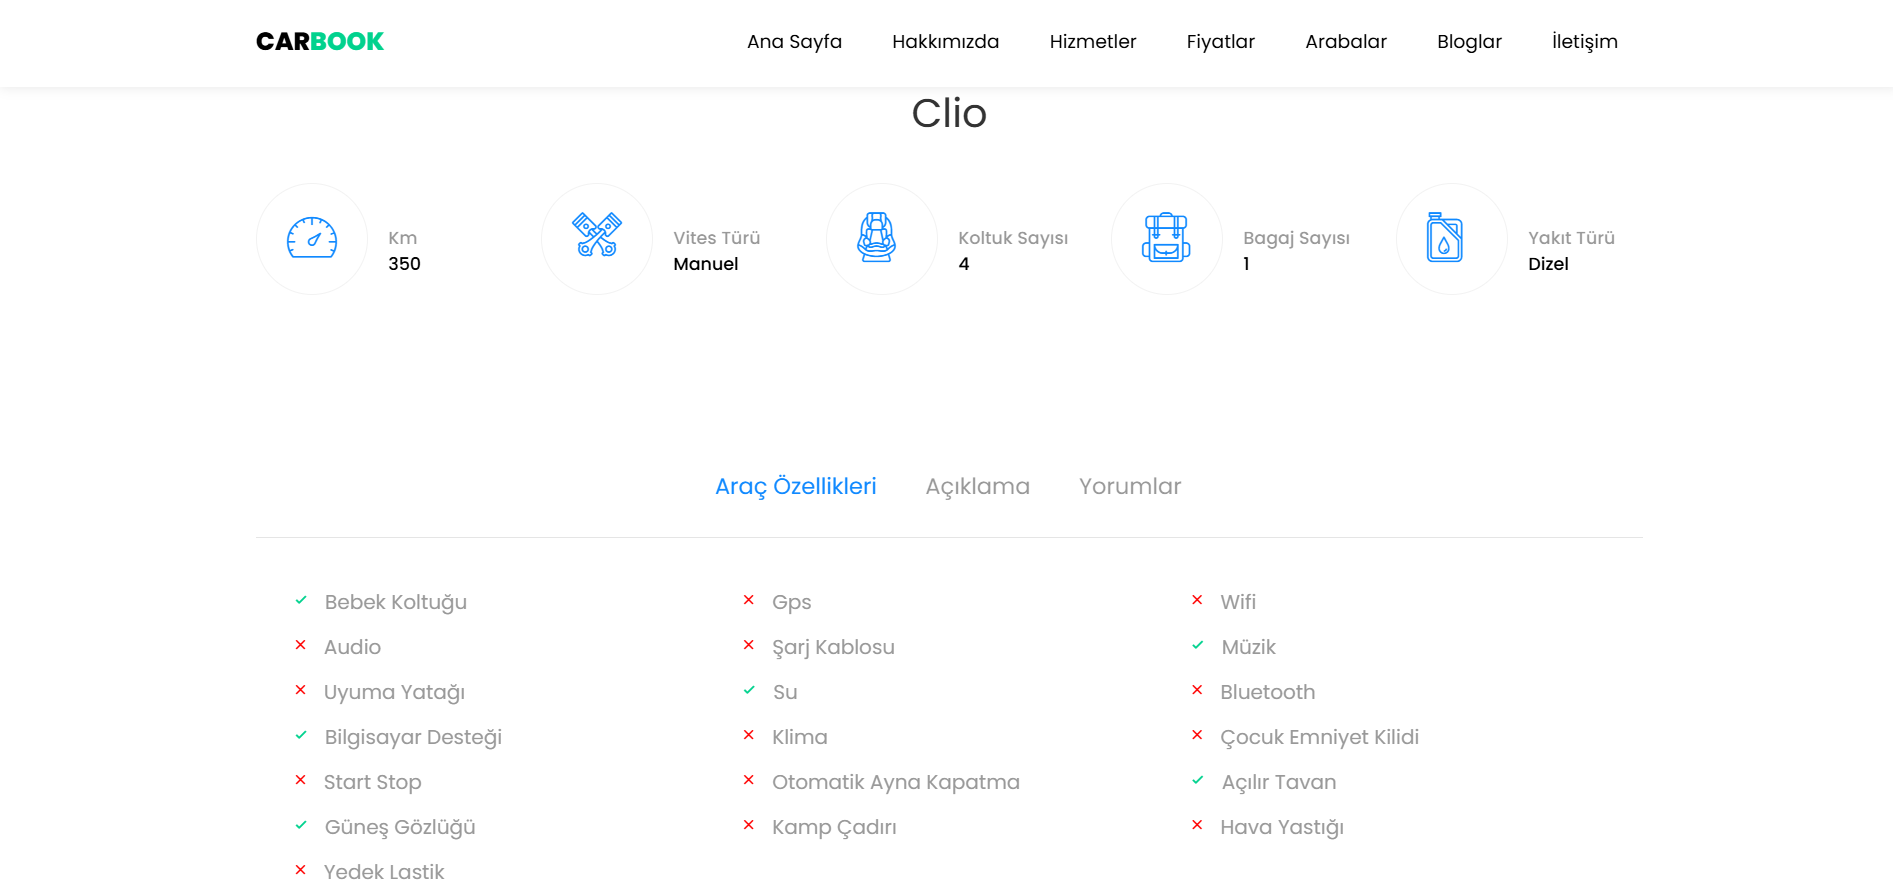 CARBOOK
Ana Sayfa Hakkımızda Hizmetler Fiyatlar Arabalar Bloglar İletişim
Clio
Km
350
Vites Türü
Manuel
Koltuk Sayısı
4
Bagaj Sayısı
1
Yakıt Türü
Dizel
Araç Özellikleri Açıklama Yorumlar
Bebek Koltuğu
Audio
Uyuma Yatağı
Bilgisayar Desteği
Start Stop
Güneş Gözlüğü
Yedek Lastik
Gps
Şarj Kablosu
Su
Klima
Otomatik Ayna Kapatma
Kamp Çadırı
Wifi
Müzik
Bluetooth
Çocuk Emniyet Kilidi
Açılır Tavan
Hava Yastığı